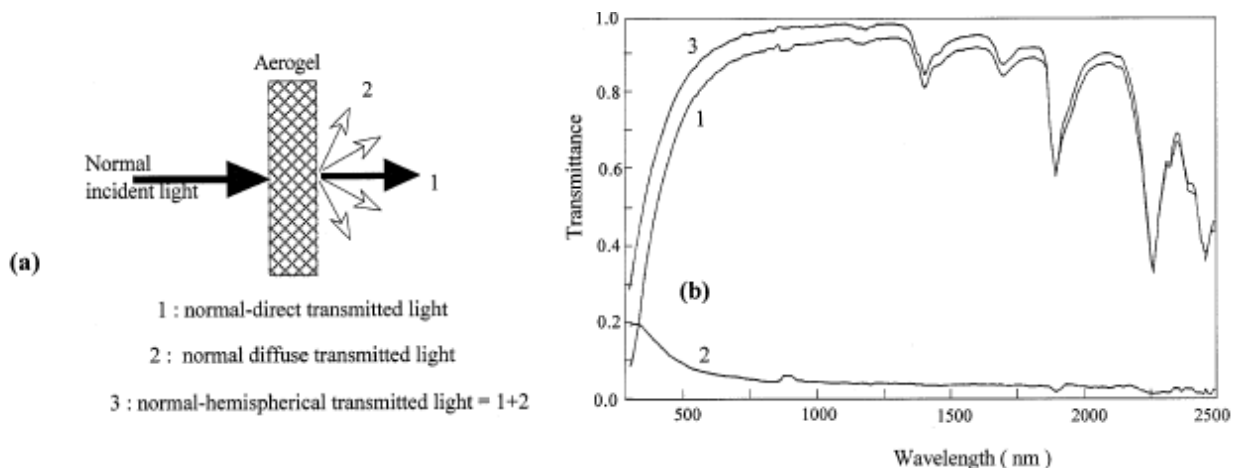 Aerogel
2
Normal
incident light
1
(a)
1 : normal-direct transmitted light
2 : normal diffuse transmitted light
3 : normal-hemispherical transmitted light = 1+2
1.0
0.8
0.6
0.4
0.2
0.0
Transmittance
3
1
(b)
2
500
1000
1500
2000
2500
Wavelength ( nm )